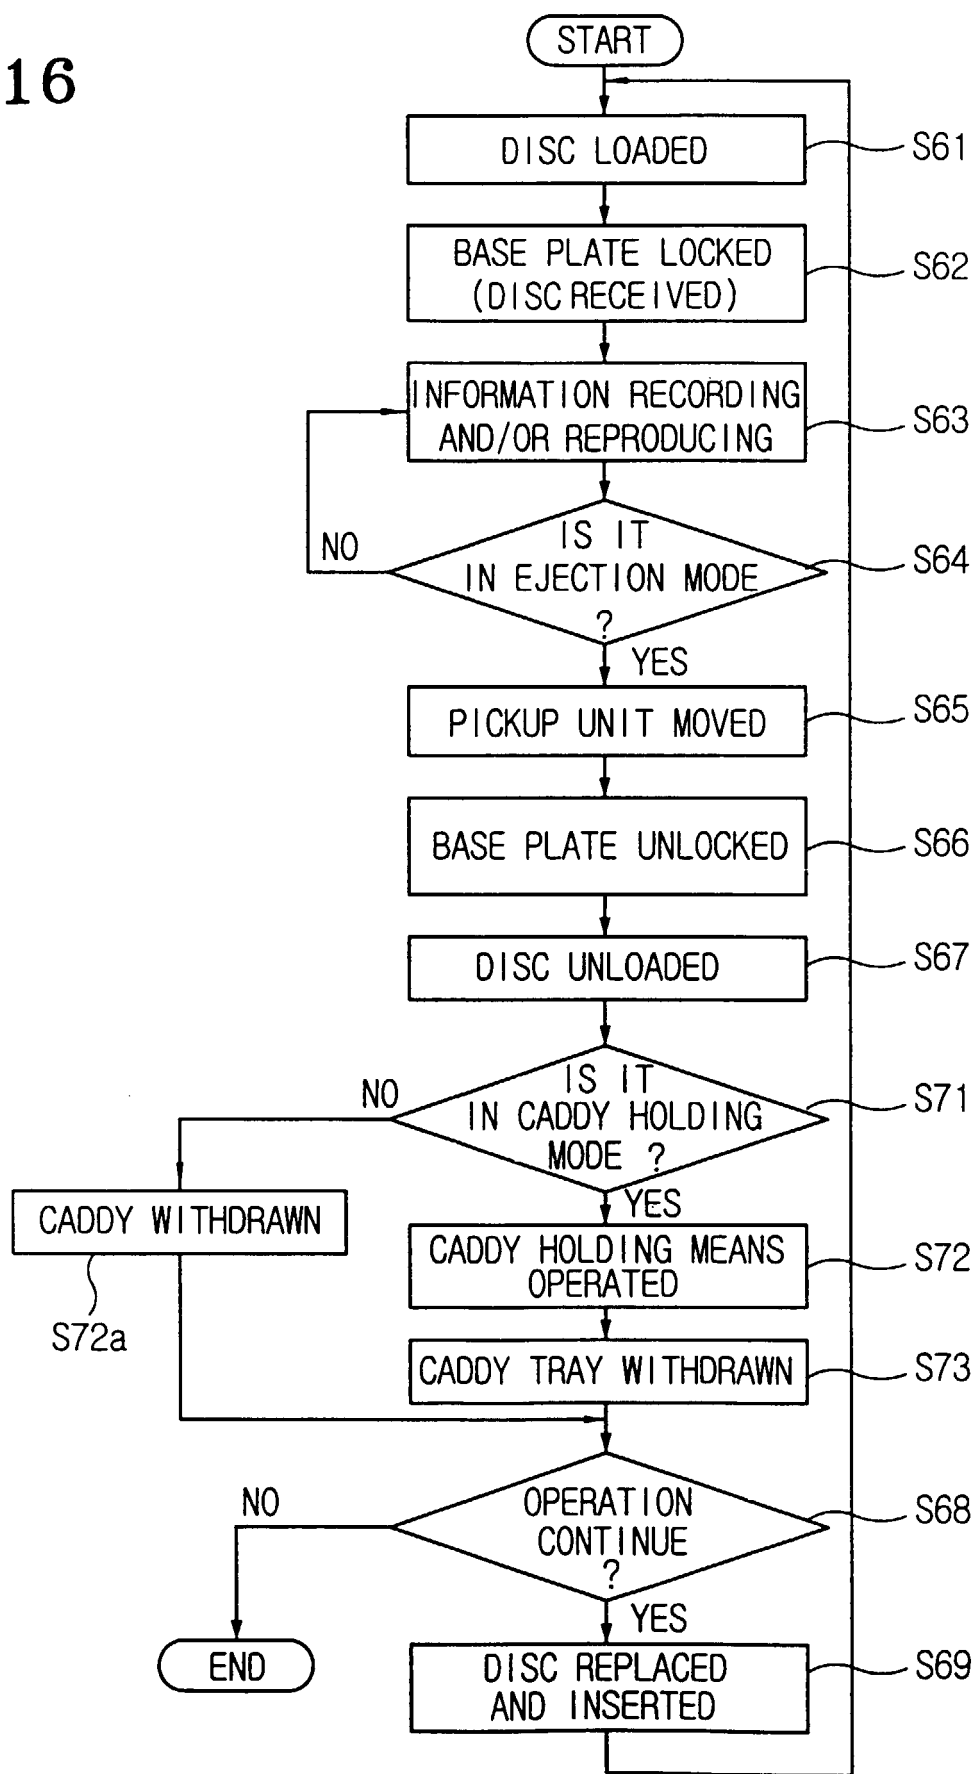 16
START
DISC LOADED
S61
BASE PLATE LOCKED
(DISC RECEIVED)
S62
INFORMATION RECORDING
AND/OR REPRODUCING
S63
IS IT
IN EJECTION MODE
?
S64
NO
YES
PICKUP UNIT MOVED
S65
BASE PLATE UNLOCKED
S66
DISC UNLOADED
S67
IS IT
IN CADDY HOLDING
MODE ?
S71
NO
YES
CADDY WITHDRAWN
S72a
CADDY HOLDING MEANS
OPERATED
S72
CADDY TRAY WITHDRAWN
S73
OPERATION
CONTINUE
?
S68
NO
YES
END
DISC REPLACED
AND INSERTED
S69